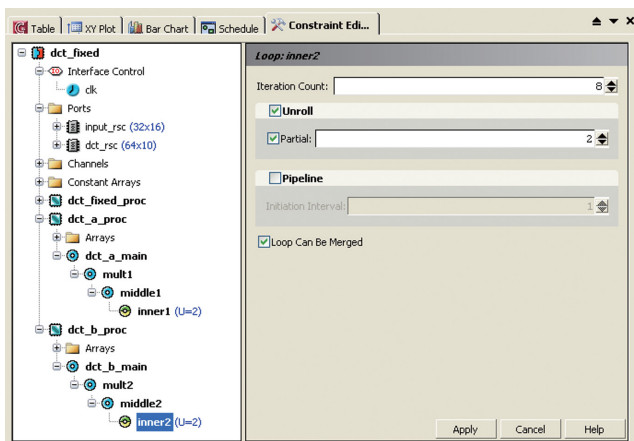 Table XY Plot Bar Chart Schedule Constraint Edi...
dct_fixed
Interface Control
clk
Ports
input_rsc (32x16)
dct_rsc (64x10)
Channels
Constant Arrays
dct_fixed_proc
dct_a_proc
Arrays
dct_a_main
mult1
middle1
inner1 (U=2)
dct_b_proc
Arrays
dct_b_main
mult2
middle2
inner2 (U=2)
Loop: inner2
Iteration Count: 8
Unroll
Partial: 2
Pipeline
Initiation Interval: 1
Loop Can Be Merged
Apply Cancel Help